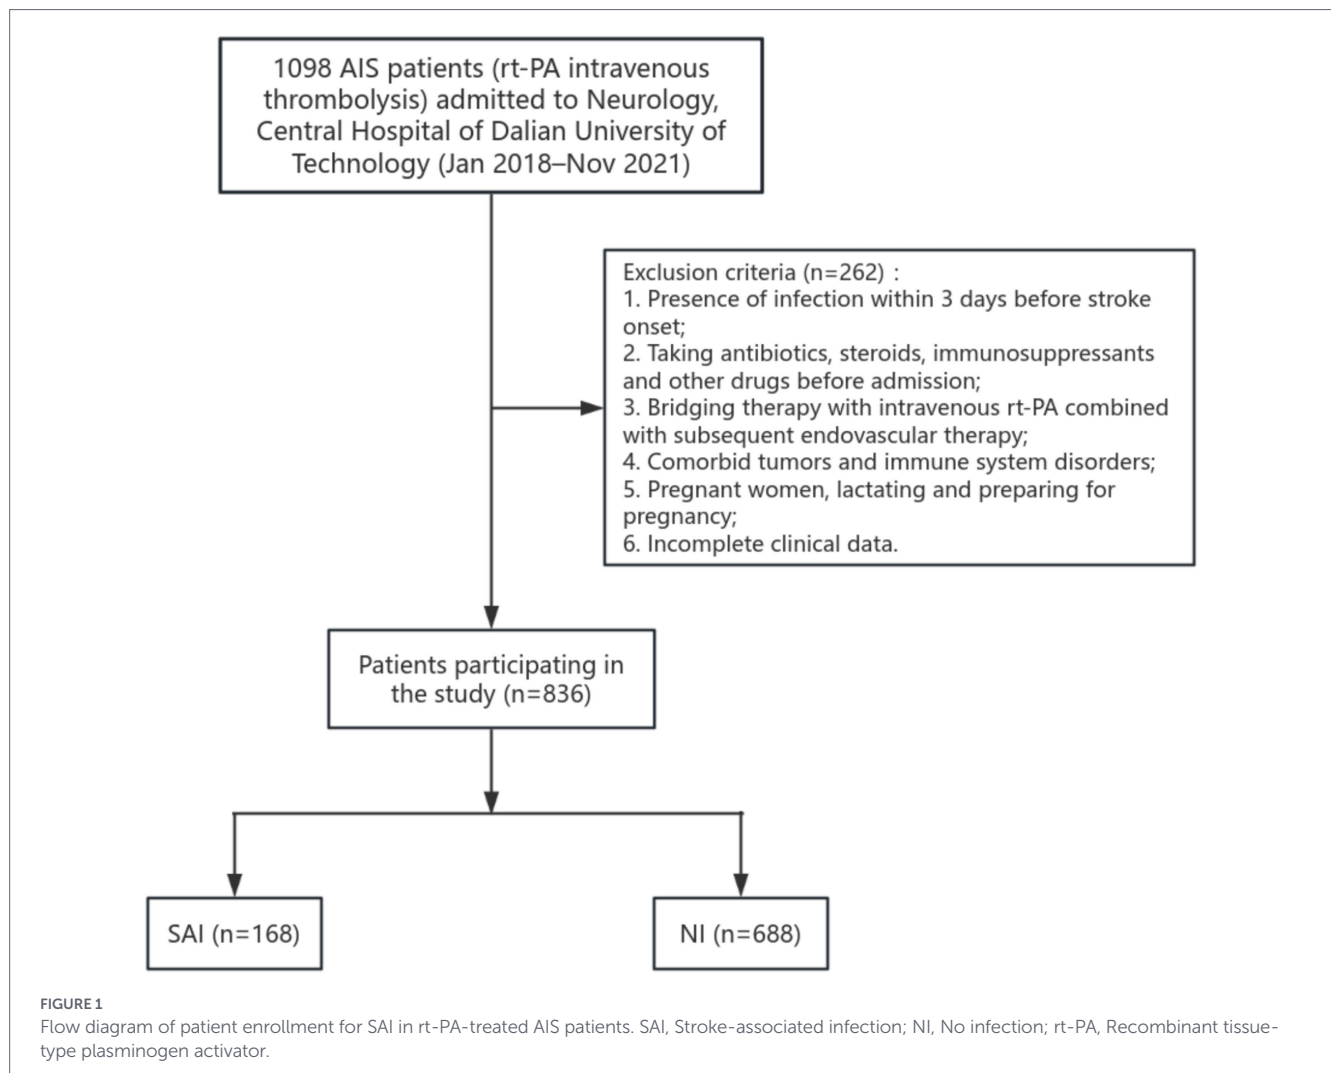 1098 AIS patients (rt-PA intravenous
thrombolysis) admitted to Neurology,
Central Hospital of Dalian University of
Technology (Jan 2018–Nov 2021)
Exclusion criteria (n=262) :
1. Presence of infection within 3 days before stroke
onset;
2. Taking antibiotics, steroids, immunosuppressants
and other drugs before admission;
3. Bridging therapy with intravenous rt-PA combined
with subsequent endovascular therapy;
4. Comorbid tumors and immune system disorders;
5. Pregnant women, lactating and preparing for
pregnancy;
6. Incomplete clinical data.
Patients participating in
the study (n=836)
SAI (n=168)
NI (n=688)
FIGURE 1
Flow diagram of patient enrollment for SAI in rt-PA-treated AIS patients. SAI, Stroke-associated infection; NI, No infection; rt-PA, Recombinant tissue-
type plasminogen activator.